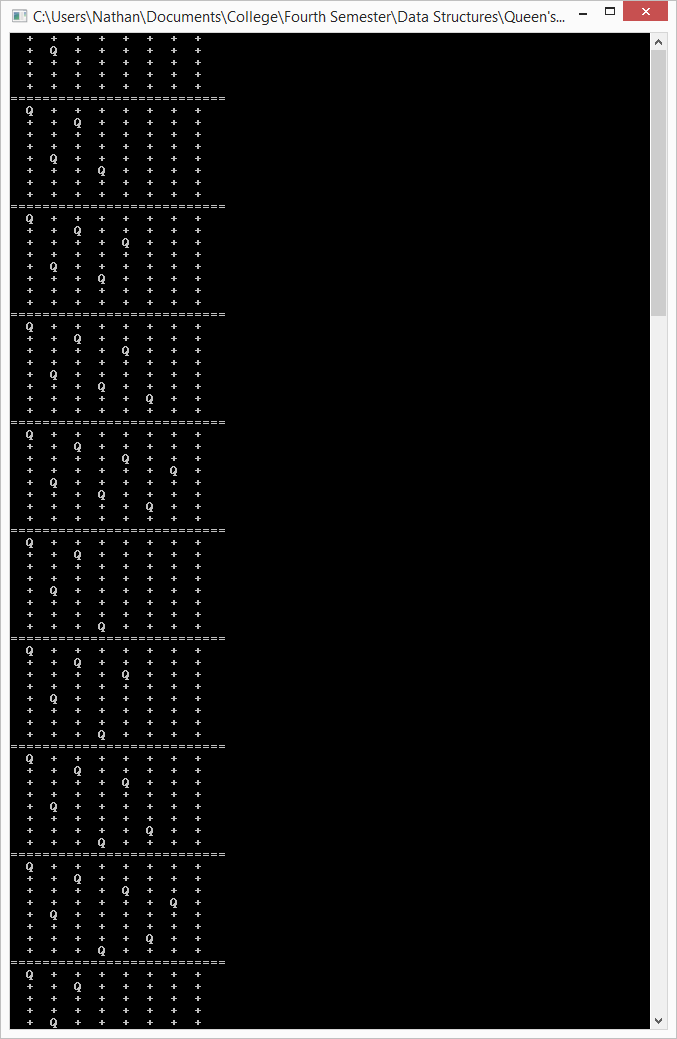 C:\Users\Nathan\Documents\College\Fourth Semester\Data Structures\Queen's...
+ + + + + + + +
+ Q + + + + + +
+ + + + + + + +
+ + + + + + + +
+ + + + + + + +
===========================
Q + + + + + + +
+ + Q + + + + +
+ + + + + + + +
+ + + + + + + +
+ Q + + + + + +
+ + + Q + + + +
+ + + + + + + +
+ + + + + + + +
===========================
Q + + + + + + +
+ + Q + + + + +
+ + + + Q + + +
+ + + + + + + +
+ Q + + + + + +
+ + + Q + + + +
+ + + + + + + +
+ + + + + + + +
===========================
Q + + + + + + +
+ + Q + + + + +
+ + + + Q + + +
+ + + + + + + +
+ Q + + + + + +
+ + + Q + + + +
+ + + + + Q + +
+ + + + + + + +
===========================
Q + + + + + + +
+ + Q + + + + +
+ + + + Q + + +
+ + + + + + Q +
+ Q + + + + + +
+ + + Q + + + +
+ + + + + Q + +
+ + + + + + + +
===========================
Q + + + + + + +
+ + Q + + + + +
+ + + + + + + +
+ + + + + + + +
+ Q + + + + + +
+ + + + + + + +
+ + + + + + + +
+ + + Q + + + +
===========================
Q + + + + + + +
+ + Q + + + + +
+ + + + Q + + +
+ + + + + + + +
+ Q + + + + + +
+ + + + + + + +
+ + + + + + + +
+ + + Q + + + +
===========================
Q + + + + + + +
+ + Q + + + + +
+ + + + Q + + +
+ + + + + + + +
+ Q + + + + + +
+ + + + + + + +
+ + + + + Q + +
+ + + Q + + + +
===========================
Q + + + + + + +
+ + Q + + + + +
+ + + + Q + + +
+ + + + + + Q +
+ Q + + + + + +
+ + + + + + + +
+ + + + + Q + +
+ + + Q + + + +
===========================
Q + + + + + + +
+ + Q + + + + +
+ + + + + + + +
+ + + + + + + +
+ Q + + + + + +